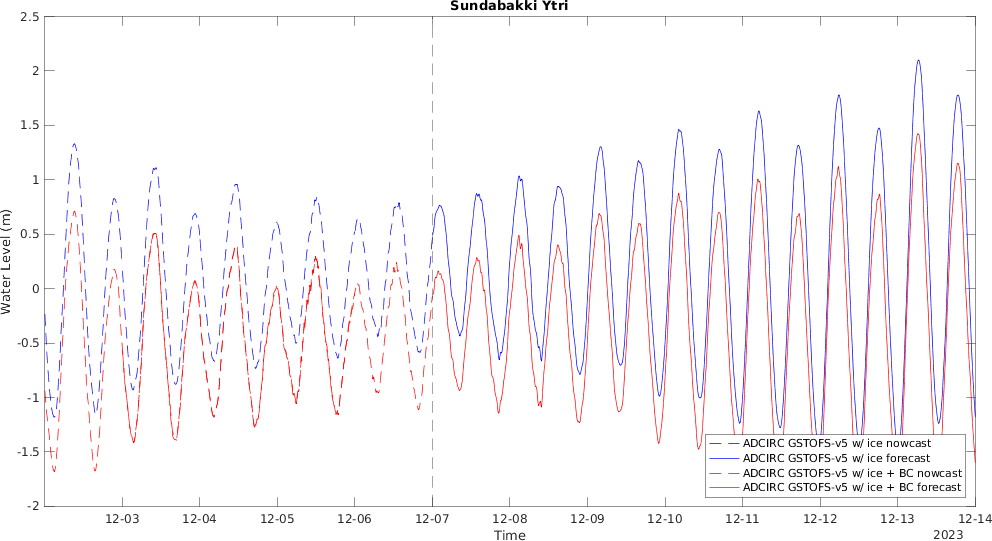 Sundabakki Ytri
2.5
2
1.5
1
0.5
0
-0.5
-1
-1.5
-2
Water Level (m)
ADCIRC GSTOFS-v5 w/ ice nowcast
ADCIRC GSTOFS-v5 w/ ice forecast
ADCIRC GSTOFS-v5 w/ ice + BC nowcast
ADCIRC GSTOFS-v5 w/ ice + BC forecast
12-03 12-04 12-05 12-06 12-07 12-08 12-09 12-10 12-11 12-12 12-13 12-14
Time
2023